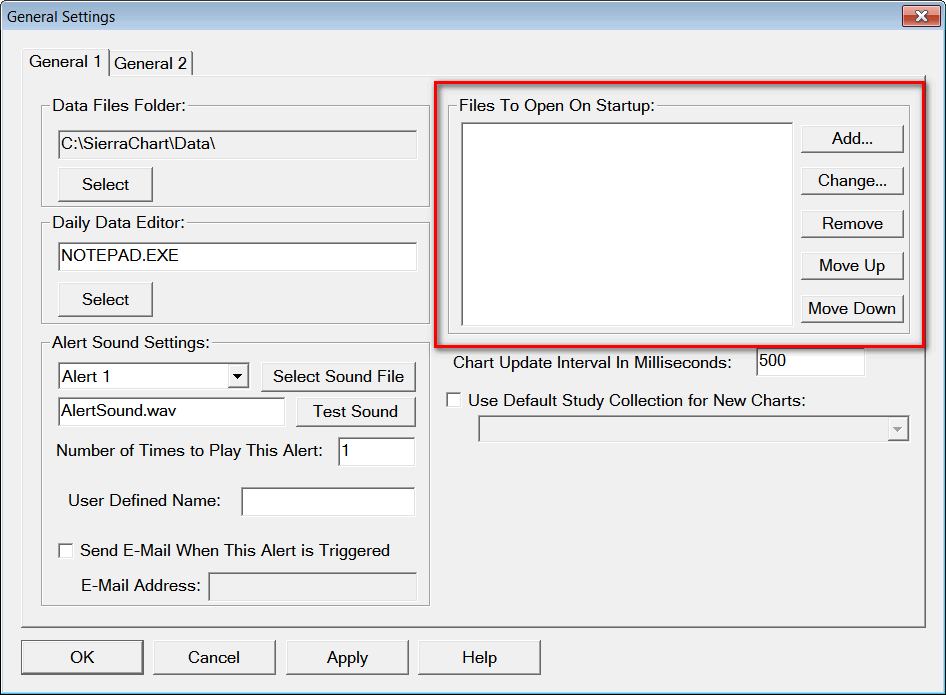 General Settings
General 1
General 2
Data Files Folder:
C:\SierraChart\Data\
Select
Daily Data Editor:
NOTEPAD.EXE
Select
Alert Sound Settings:
Alert 1
Select Sound File
AlertSound.wav
Test Sound
Number of Times to Play This Alert:
1
User Defined Name:
Send E-Mail When This Alert is Triggered
E-Mail Address:
Files To Open On Startup:
Add...
Change...
Remove
Move Up
Move Down
Chart Update Interval In Milliseconds:
500
Use Default Study Collection for New Charts:
OK
Cancel
Apply
Help